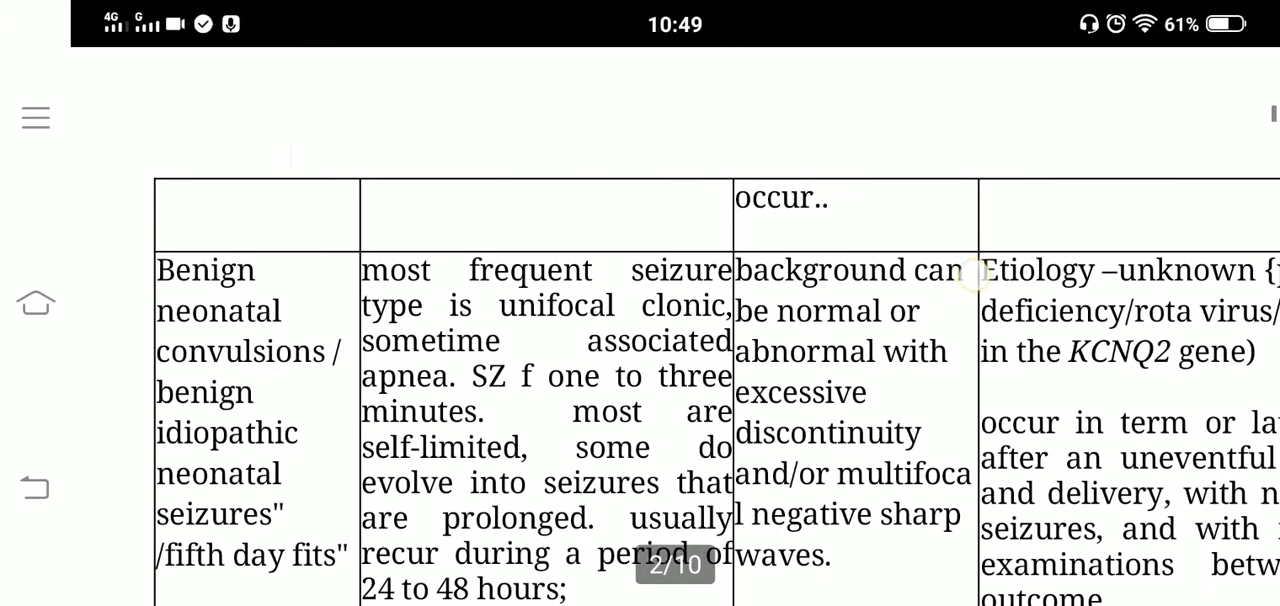 4G G 10:49 61%
occur..
Benign
neonatal
convulsions /
benign
idiopathic
neonatal
seizures"
/fifth day fits"
most frequent seizure
type is unifocal clonic,
sometime associated
apnea. SZ f one to three
minutes. most are
self-limited, some do
evolve into seizures that
are prolonged. usually
recur during a period of
24 to 48 hours;
background can
be normal or
abnormal with
excessive
discontinuity
and/or multifoca
l negative sharp
waves.
Etiology –unknown {
deficiency/rota virus/
in the KCNQ2 gene)
occur in term or
after an uneventful
and delivery, with
seizures, and with
examinations
outcome
2/10